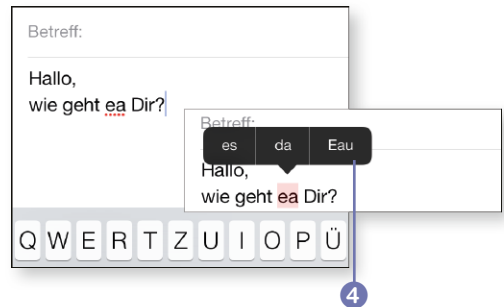 Betreff:
Hallo,
wie geht ea Dir?
Betreff:
es da Eau
Hallo,
wie geht ea Dir?
Q W E R T Z U I O P Ü
4